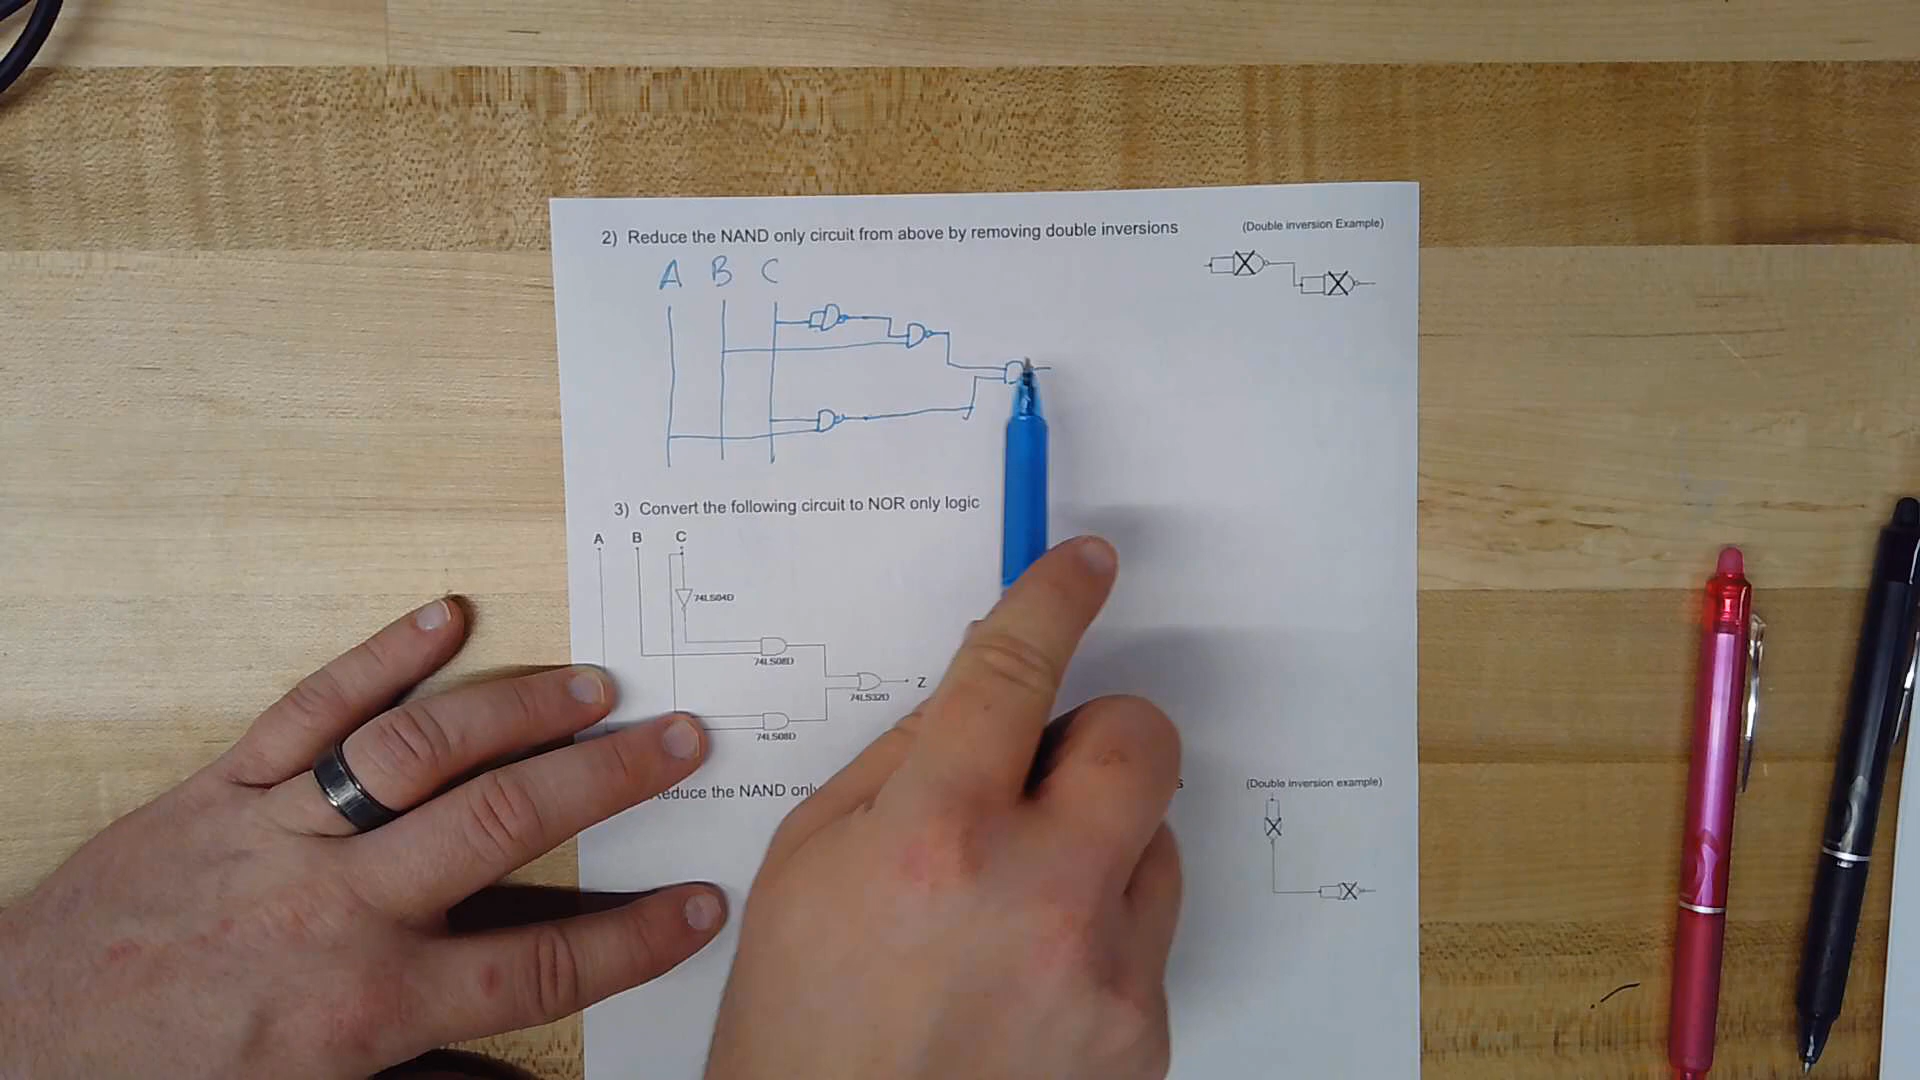 2) Reduce the NAND only circuit from above by removing double inversions
(Double inversion Example)
A B C
3) Convert the following circuit to NOR only logic
A B C
74LS04D
74LS08D
Z
74LS32D
74LS08D
educe the NAND only
(Double inversion example)